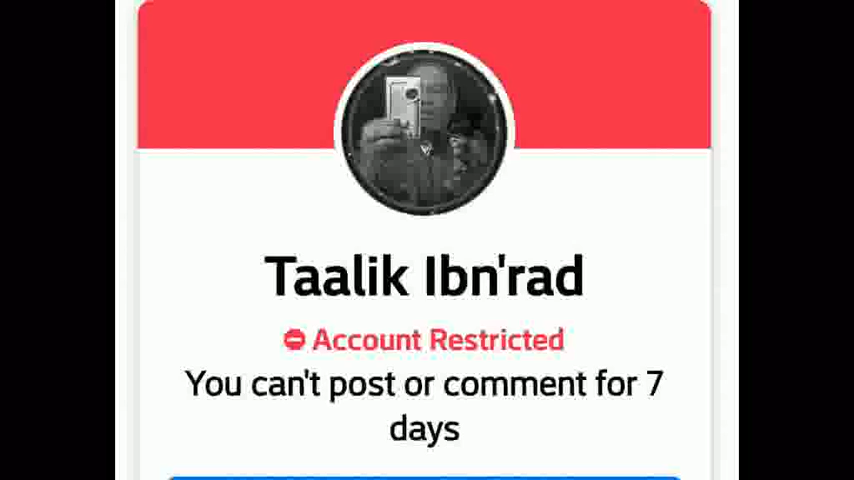 Taalik Ibn'rad
Account Restricted
You can't post or comment for 7
days